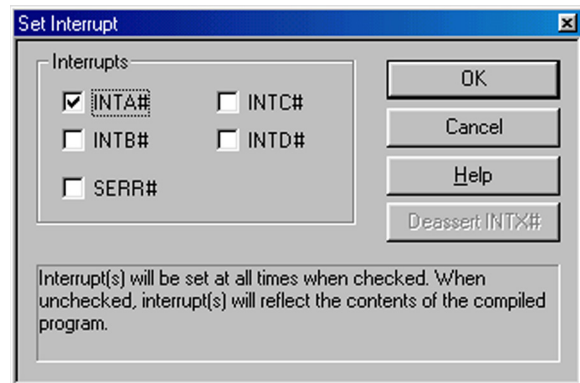 Set Interrupt
Interrupts
INTA#
INTC#
INTB#
INTD#
SERR#
OK
Cancel
Help
Deassert INTX#
Interrupt(s) will be set at all times when checked. When
unchecked, interrupt(s) will reflect the contents of the compiled
program.